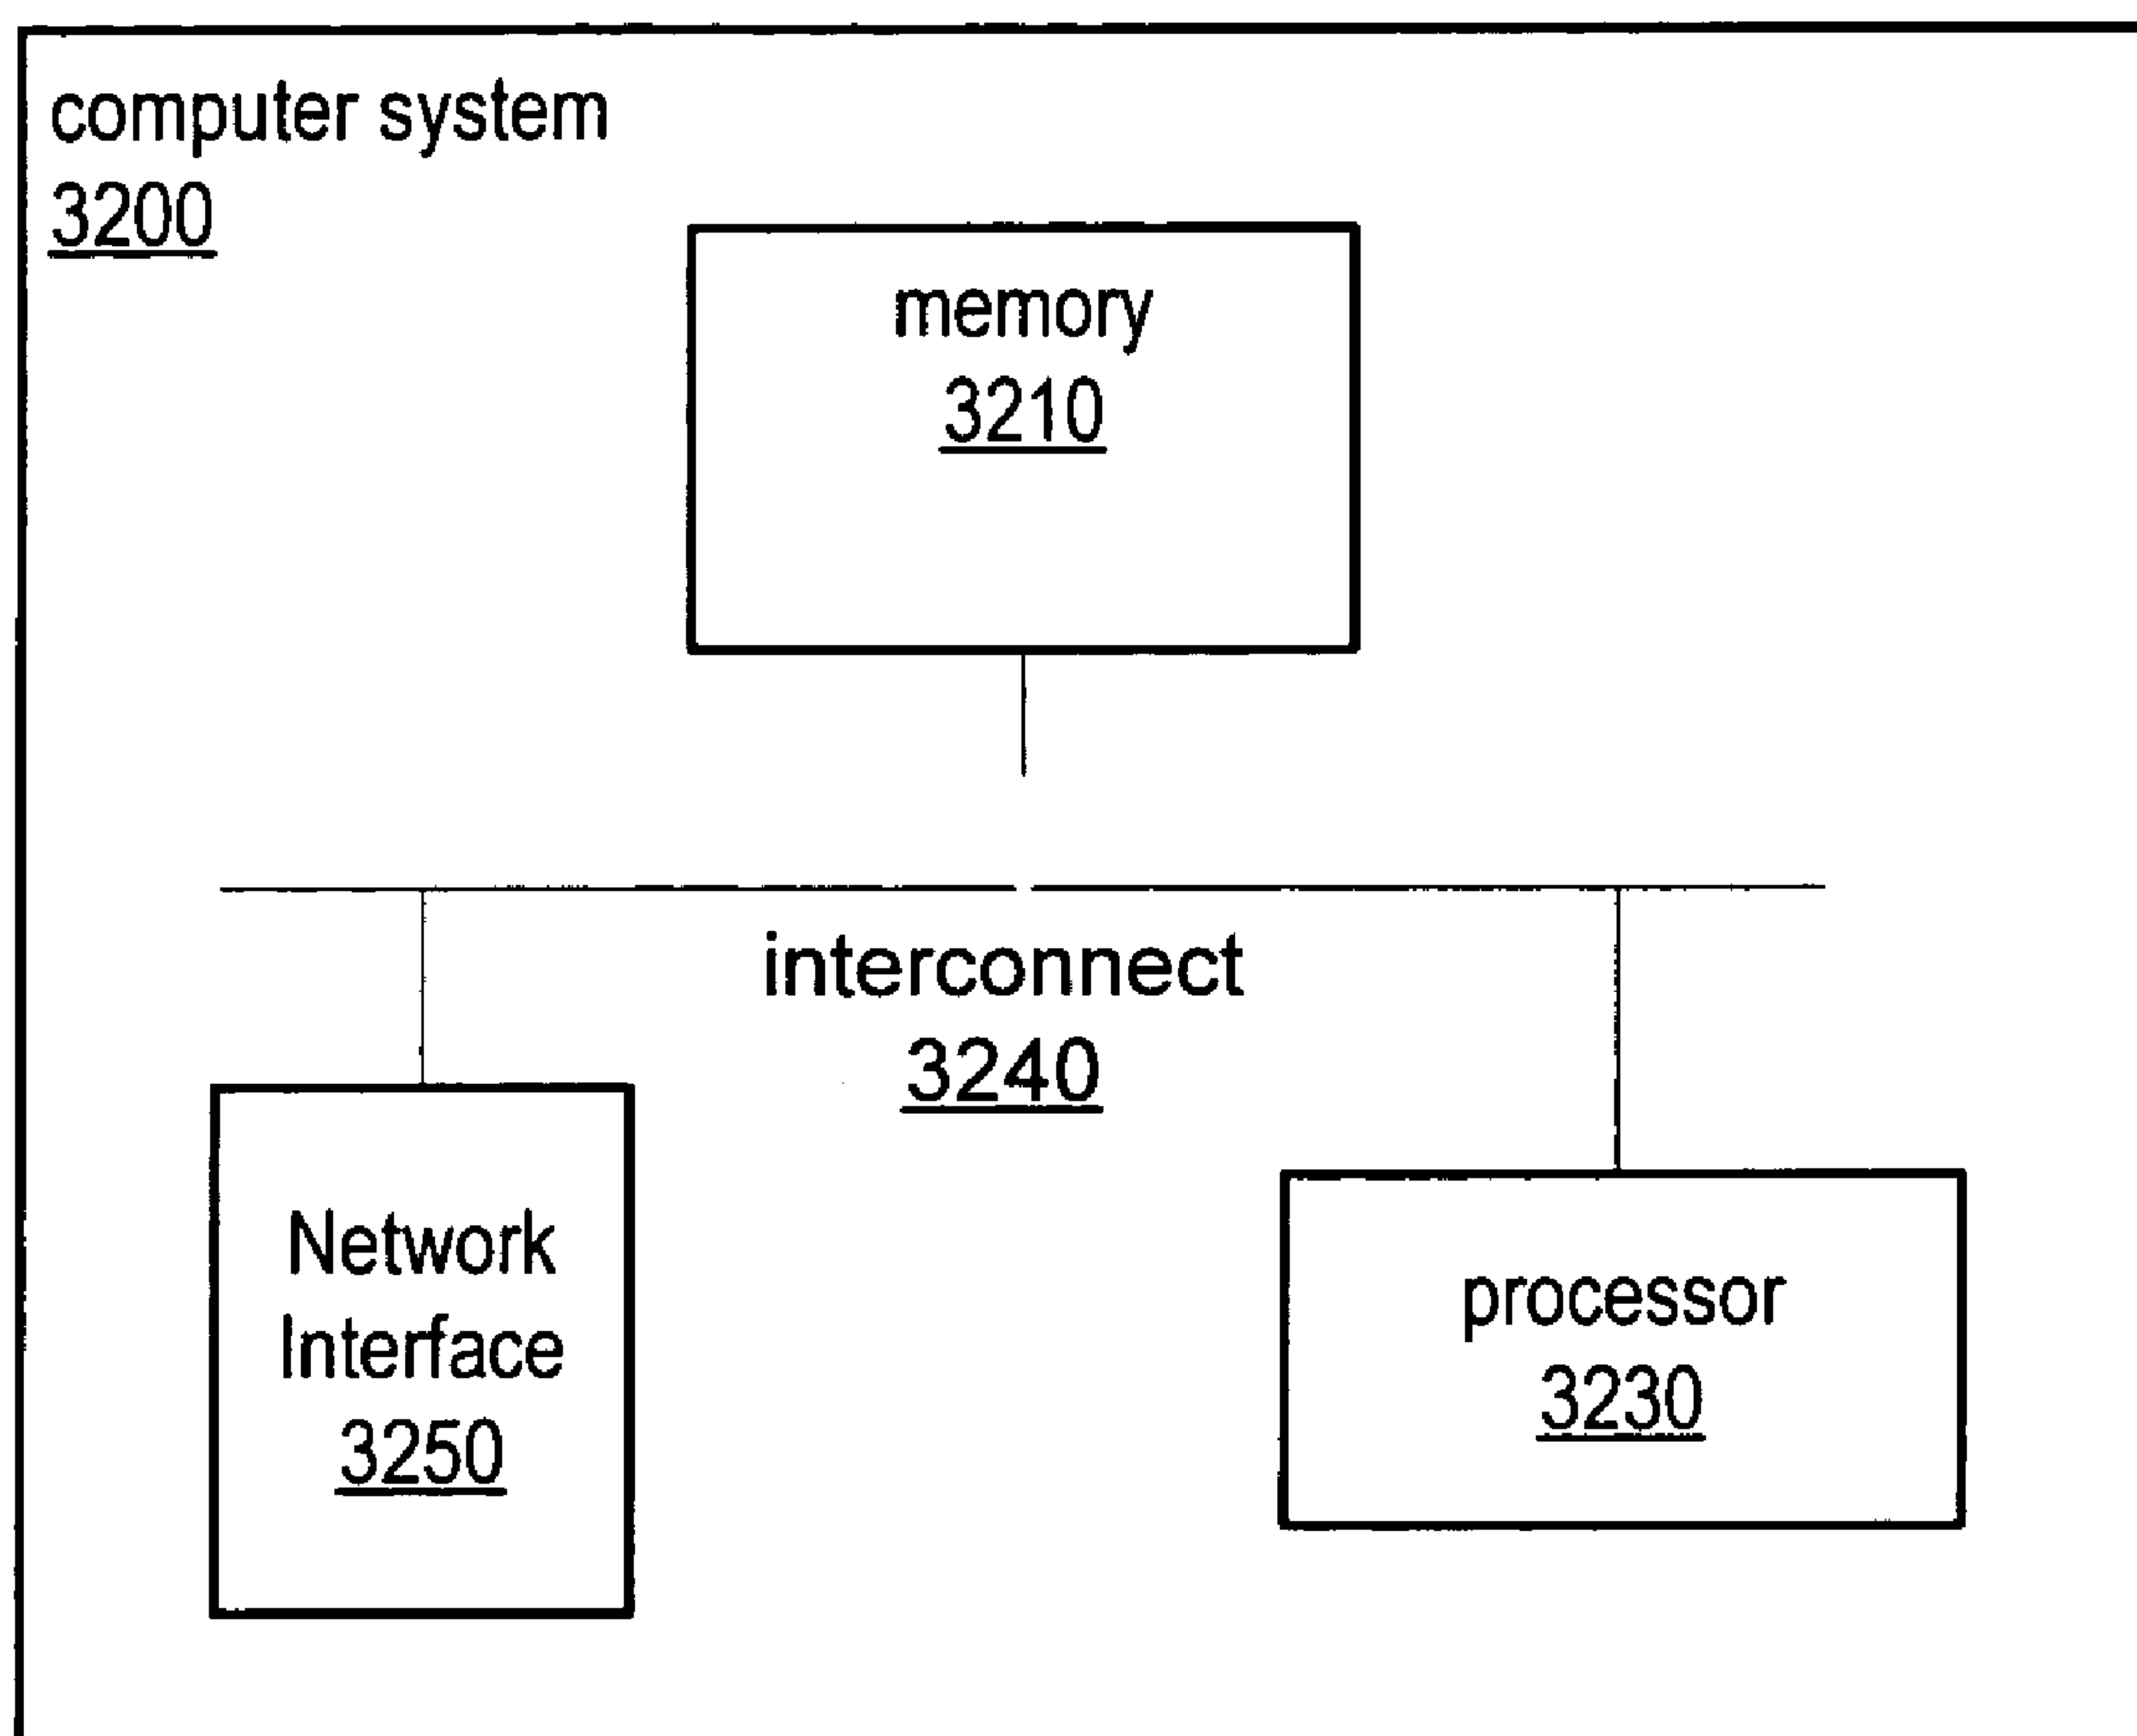 computer system
3200
memory
3210
interconnect
3240
Network
Interface
3250
processor
3230